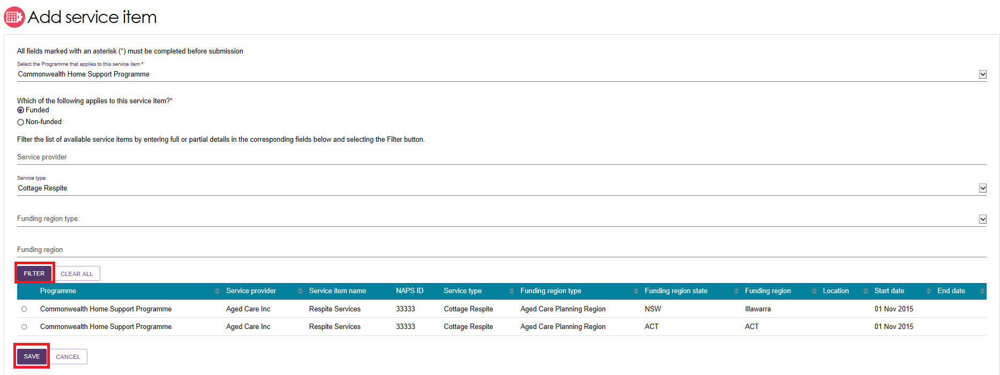 Add service item
All fields marked with an asterisk (*) must be completed before submission
Select the Programme that applies to this service item *
Commonwealth Home Support Programme
Which of the following applies to this service item?*
Funded
Non-funded
Filter the list of available service items by entering full or partial details in the corresponding fields below and selecting the Filter button.
Service provider
Service type:
Cottage Respite
Funding region type:
Funding region
FILTER CLEAR ALL
Programme Service provider Service item name NAPS ID Service type Funding region type Funding region state Funding region Location Start date End date
Commonwealth Home Support Programme Aged Care Inc Respite Services 33333 Cottage Respite Aged Care Planning Region NSW Illawarra 01 Nov 2015
Commonwealth Home Support Programme Aged Care Inc Respite Services 33333 Cottage Respite Aged Care Planning Region ACT ACT 01 Nov 2015
SAVE CANCEL